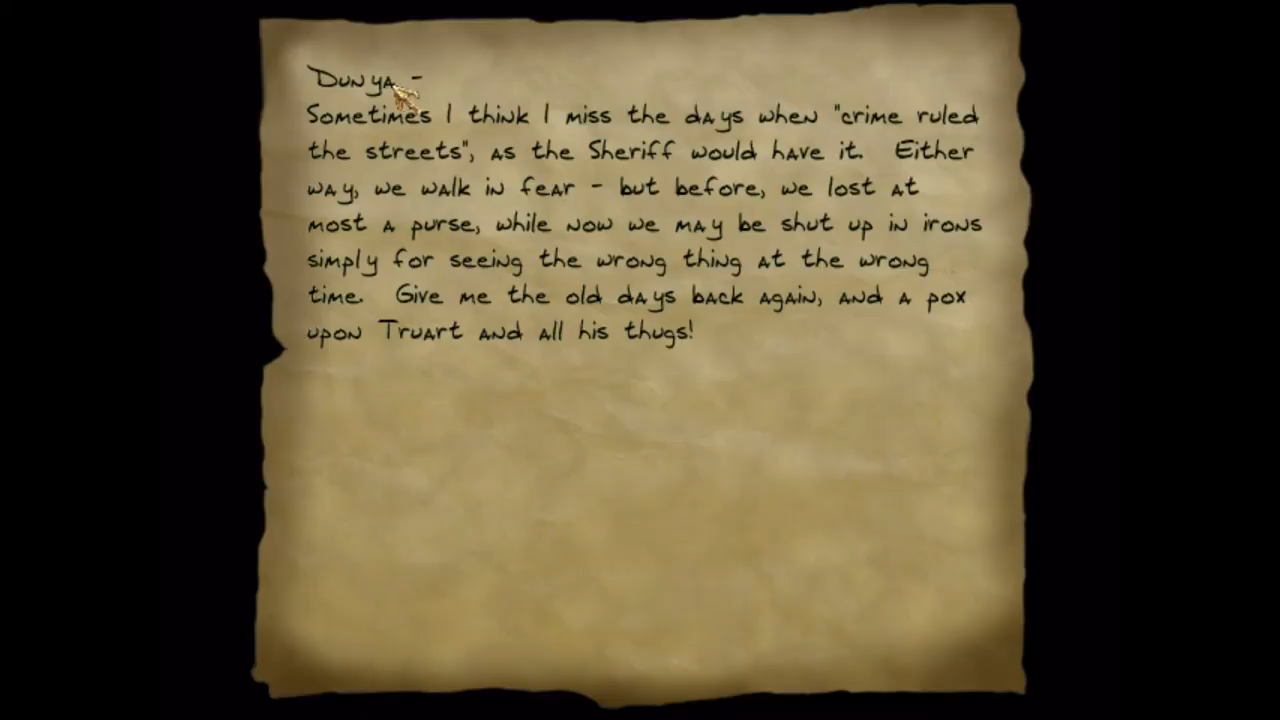 Dunya -
Sometimes I think I miss the days when "crime ruled
the streets", as the Sheriff would have it.  Either
way, we walk in fear - but before, we lost at
most a purse, while now we may be shut up in irons
simply for seeing the wrong thing at the wrong
time.  Give me the old days back again, and a pox
upon Truart and all his thugs!